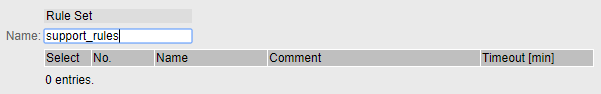 Rule Set
Name: support_rules
Select No. Name Comment Timeout [min]
0 entries.